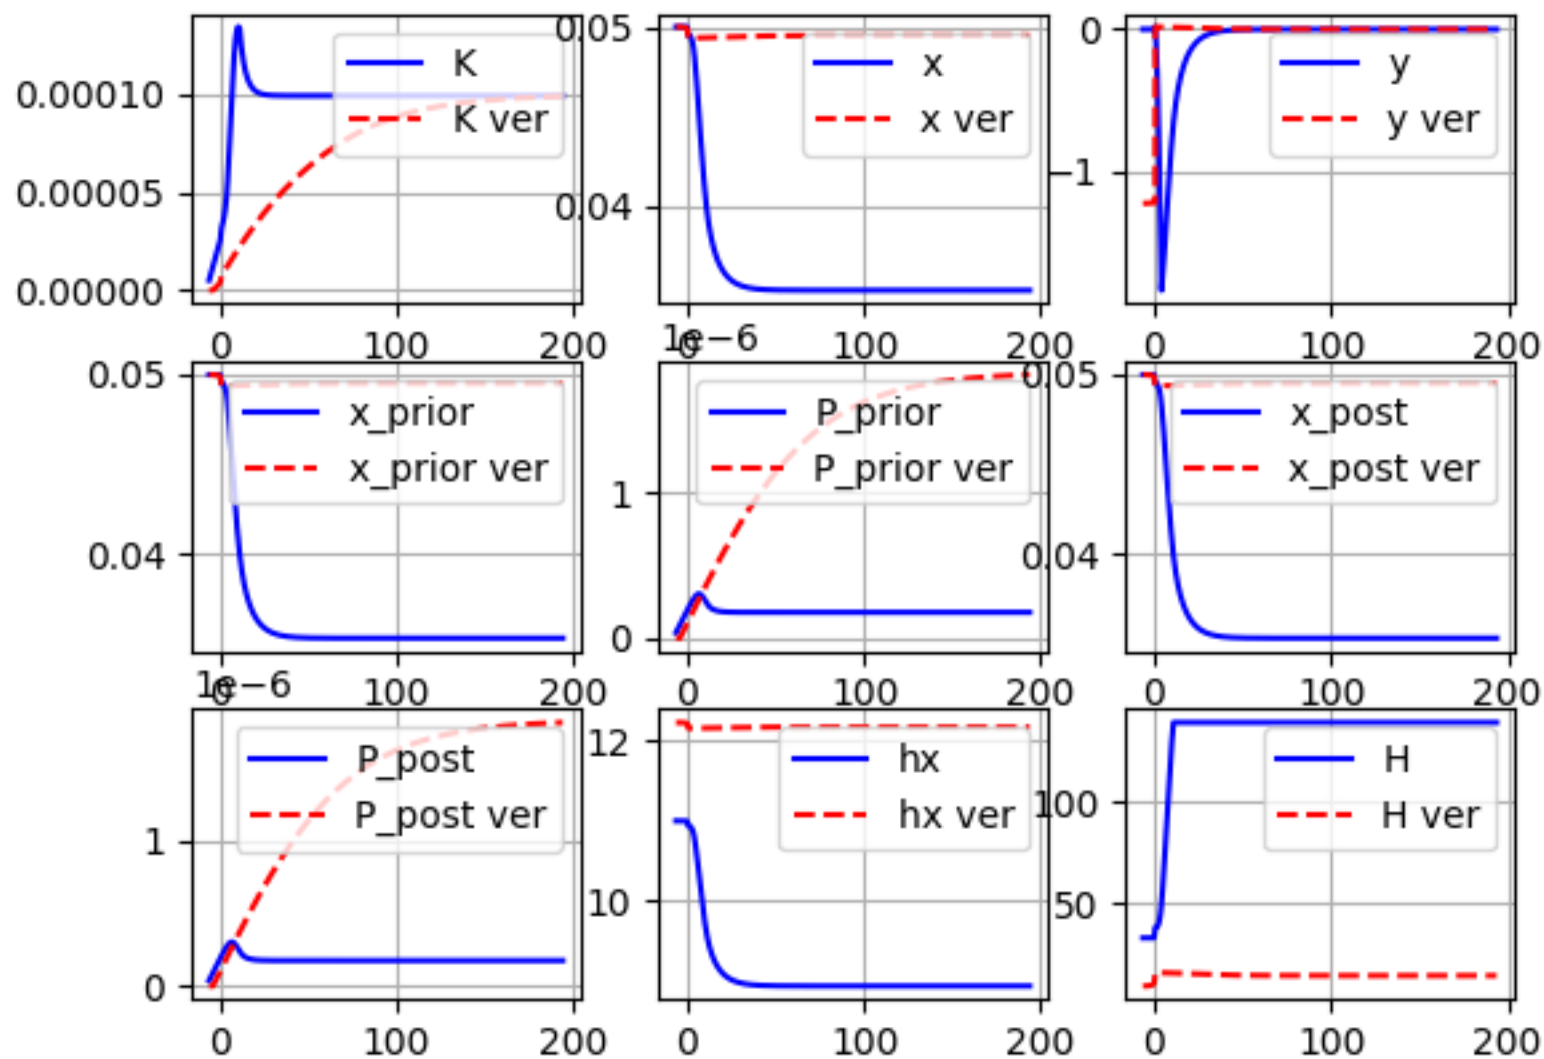 0.00010
0.00005
0.00000
K
K ver
0
100
200
0.05
0.04
x
x ver
0
100
200
0
−1
y
y ver
0
100
200
0.05
0.04
x_prior
x_prior ver
0
100
200
1e−6
1
0
P_prior
P_prior ver
0
100
200
0.05
0.04
x_post
x_post ver
0
100
200
1e−6
1
0
P_post
P_post ver
0
100
200
12
10
hx
hx ver
0
100
200
100
50
H
H ver
0
100
200